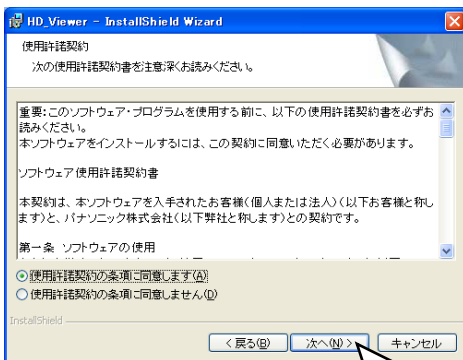 HD_Viewer - InstallShield Wizard
使用許諾契約
次の使用許諾契約書を注意深くお読みください。
重要:このソフトウェア・プログラムを使用する前に、以下の使用許諾契約書を必ずお
読みください。
本ソフトウェアをインストールするには、この契約に同意いただく必要があります。
ソフトウェア使用許諾契約書
本契約は、本ソフトウェアを入手されたお客様(個人または法人)(以下お客様と称し
ます)と、パナソニック株式会社(以下弊社と称します)との契約です。
第一条 ソフトウェアの使用
使用許諾契約の条項に同意します(A)
使用許諾契約の条項に同意しません(D)
InstallShield
< 戻る(B)
次へ(N) >
キャンセル